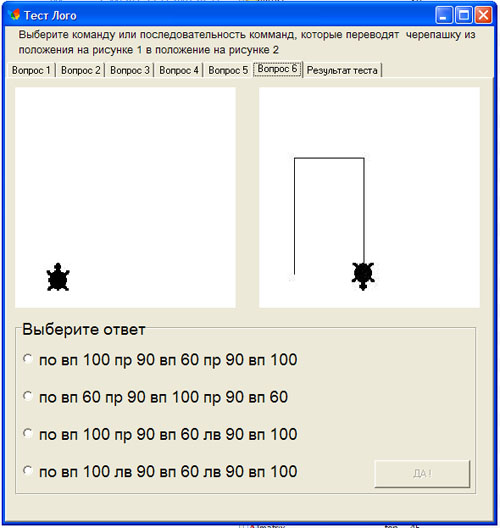 Тест Лого
Выберите команду или последовательность комманд, которые переводят черепашку из
положения на рисунке 1 в положение на рисунке 2
Вопрос 1 Вопрос 2 Вопрос 3 Вопрос 4 Вопрос 5 Вопрос 6 Результат теста
Выберите ответ
по вп 100 пр 90 вп 60 пр 90 вп 100
по вп 60 пр 90 вп 100 пр 90 вп 60
по вп 100 пр 90 вп 60 лв 90 вп 100
по вп 100 лв 90 вп 60 лв 90 вп 100
ДА !